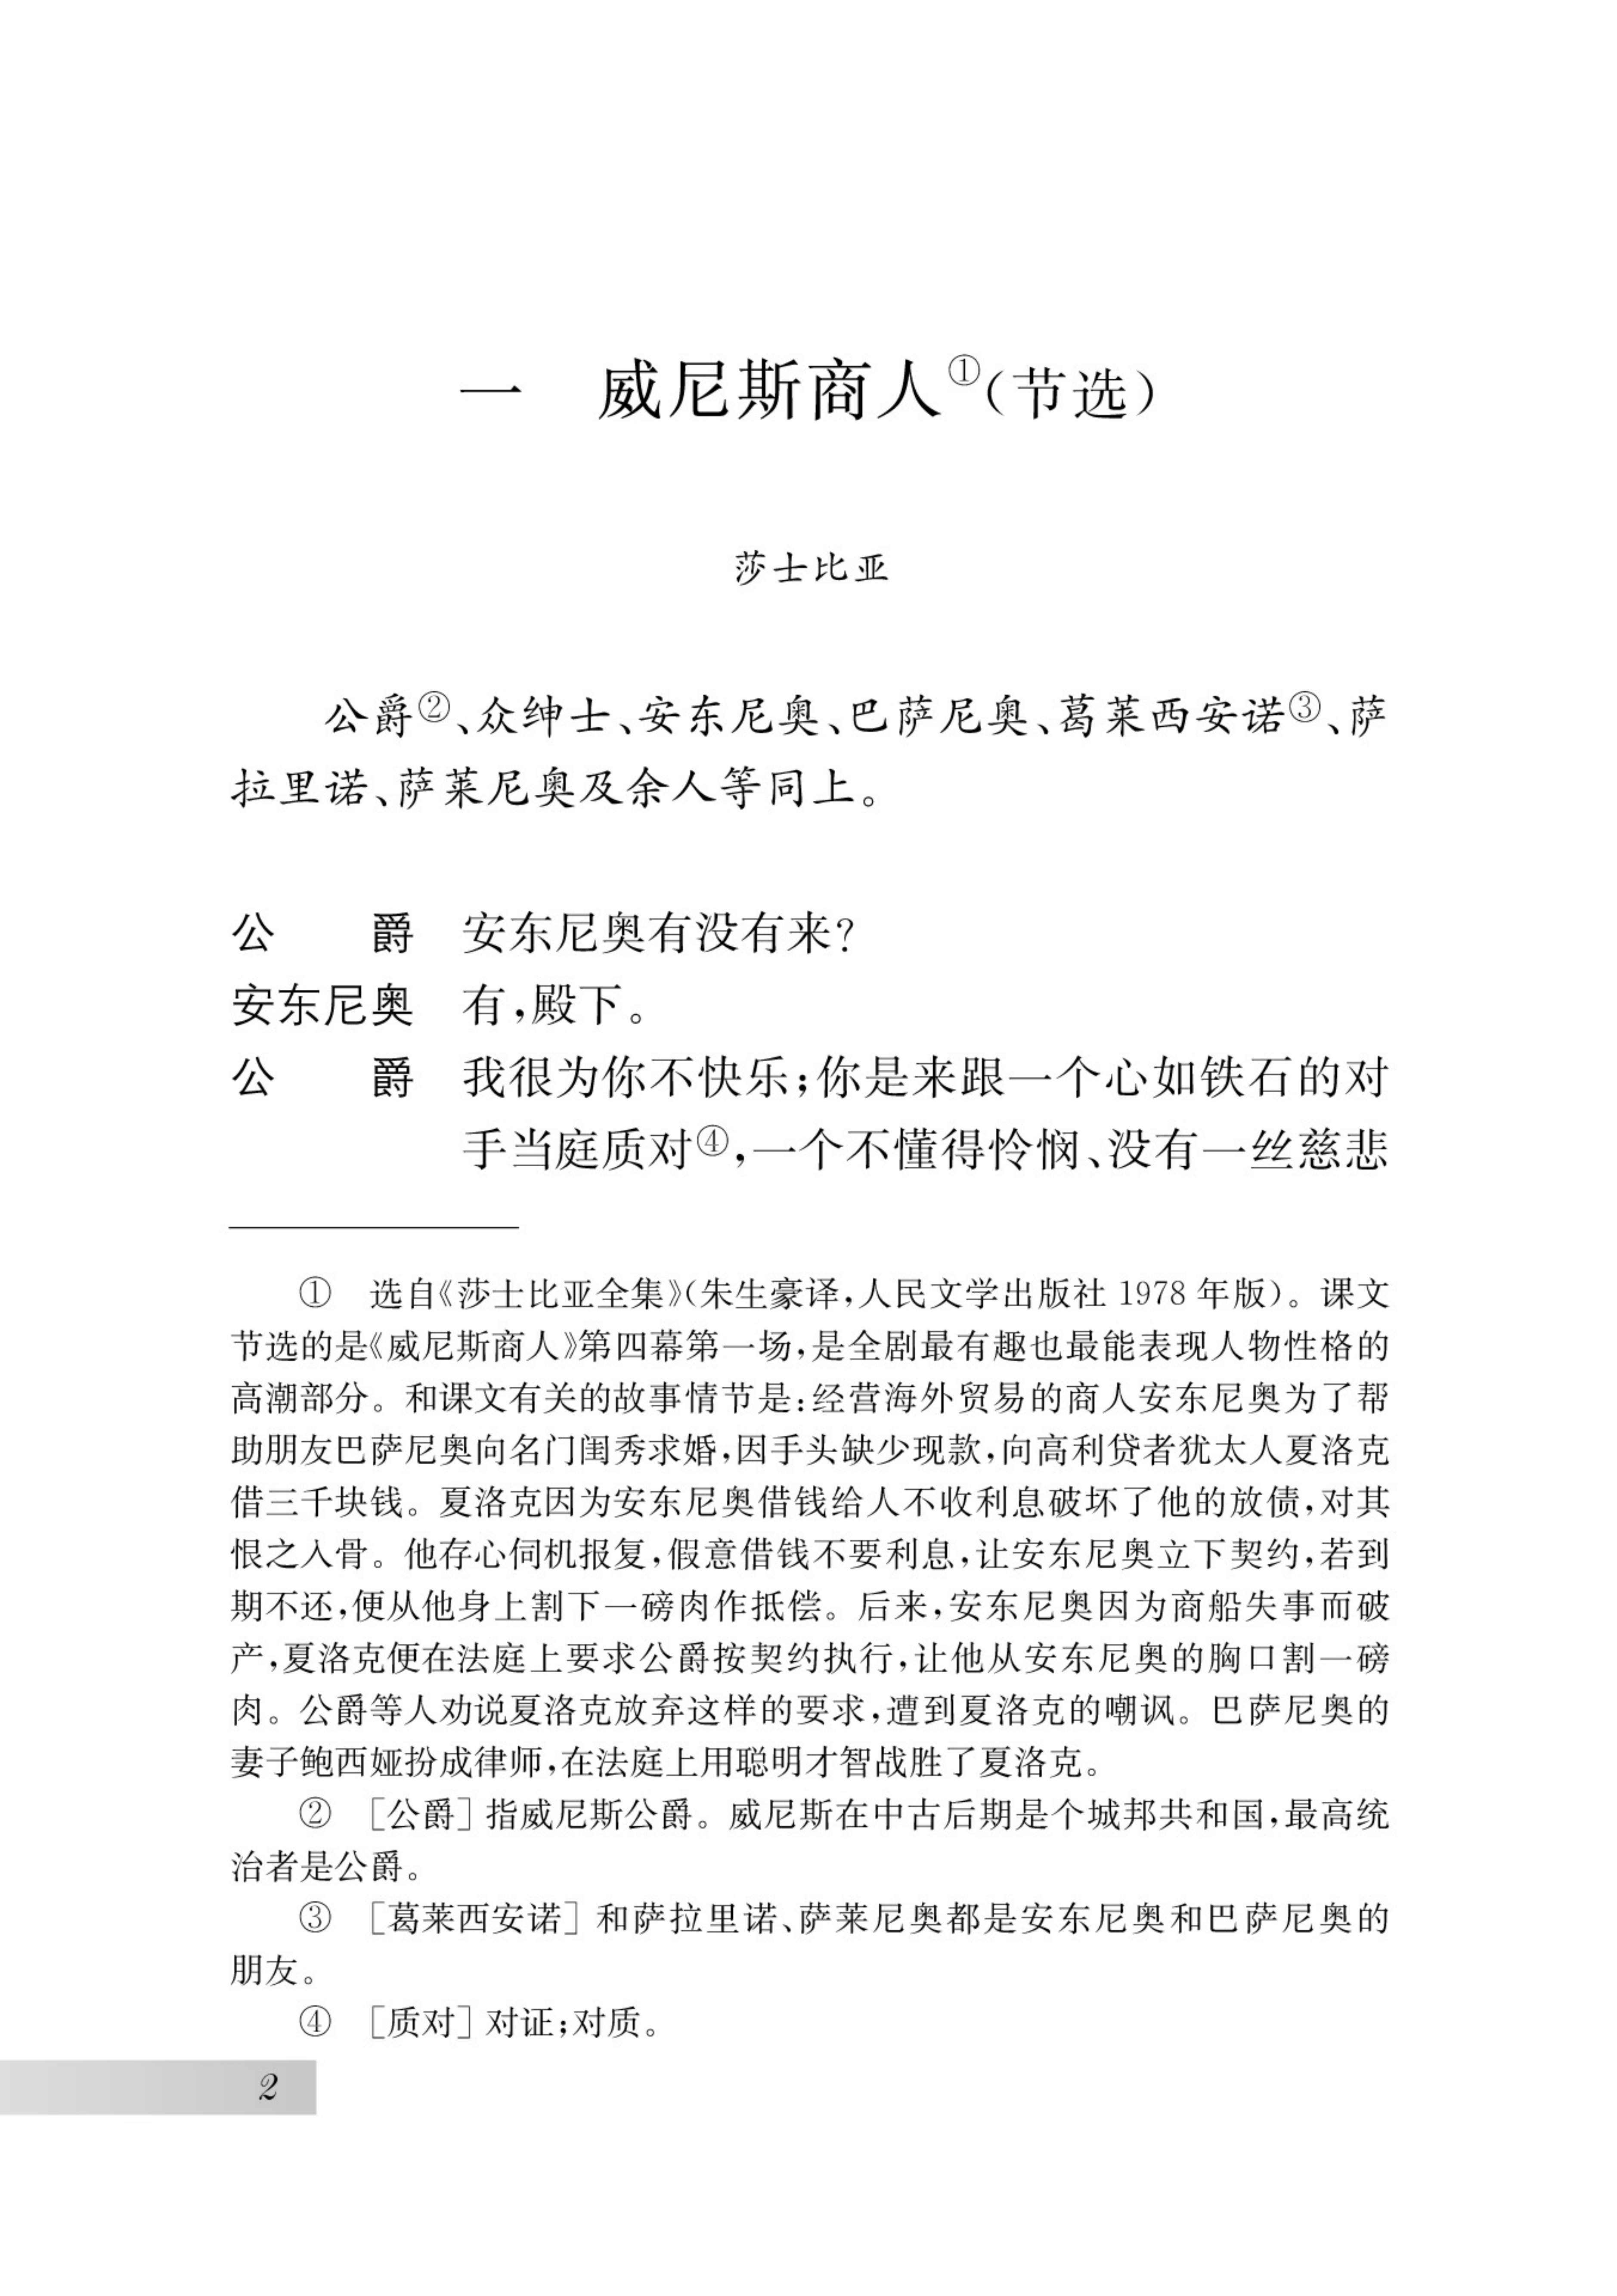 一 威尼斯商人①(节选)
莎士比亚
公爵②、众绅士、安东尼奥、巴萨尼奥、葛莱西安诺③、萨
拉里诺、萨莱尼奥及余人等同上。
公　　爵　安东尼奥有没有来?
安东尼奥　有,殿下。
公　　爵　我很为你不快乐;你是来跟一个心如铁石的对
手当庭质对④,一个不懂得怜悯、没有一丝慈悲
① 选自《莎士比亚全集》(朱生豪译,人民文学出版社 1978 年版)。课文
节选的是《威尼斯商人》第四幕第一场,是全剧最有趣也最能表现人物性格的
高潮部分。和课文有关的故事情节是:经营海外贸易的商人安东尼奥为了帮
助朋友巴萨尼奥向名门闺秀求婚,因手头缺少现款,向高利贷者犹太人夏洛克
借三千块钱。夏洛克因为安东尼奥借钱给人不收利息破坏了他的放债,对其
恨之入骨。他存心伺机报复,假意借钱不要利息,让安东尼奥立下契约,若到
期不还,便从他身上割下一磅肉作抵偿。后来,安东尼奥因为商船失事而破
产,夏洛克便在法庭上要求公爵按契约执行,让他从安东尼奥的胸口割一磅
肉。公爵等人劝说夏洛克放弃这样的要求,遭到夏洛克的嘲讽。巴萨尼奥的
妻子鲍西娅扮成律师,在法庭上用聪明才智战胜了夏洛克。
② ［公爵］指威尼斯公爵。威尼斯在中古后期是个城邦共和国,最高统
治者是公爵。
③ ［葛莱西安诺］和萨拉里诺、萨莱尼奥都是安东尼奥和巴萨尼奥的
朋友。
④ ［质对］对证;对质。
2